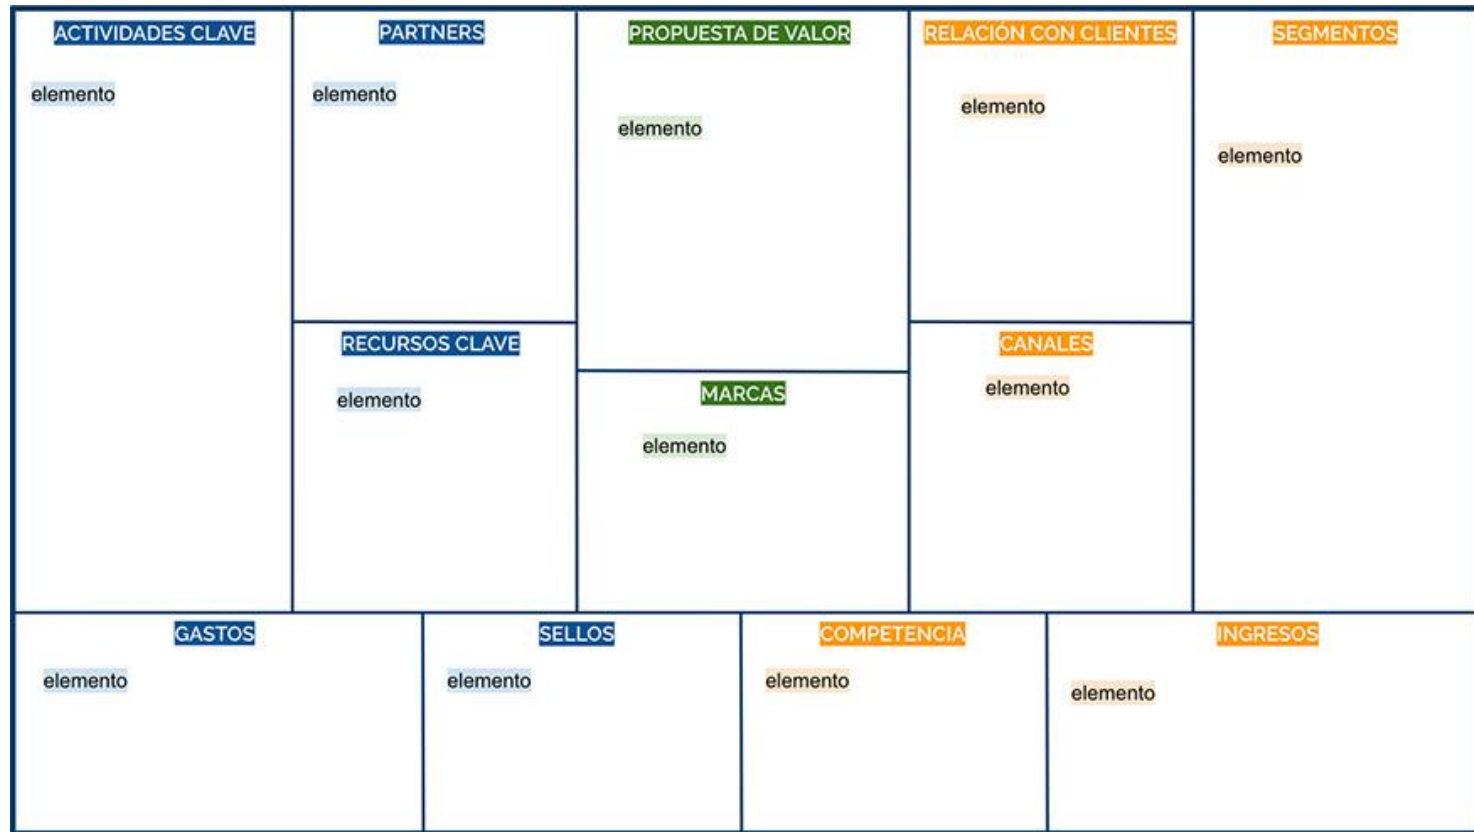 ACTIVIDADES CLAVE
elemento
PARTNERS
elemento
RECURSOS CLAVE
elemento
PROPUESTA DE VALOR
elemento
MARCAS
elemento
RELACIÓN CON CLIENTES
elemento
CANALES
elemento
SEGMENTOS
elemento
GASTOS
elemento
SELLOS
elemento
COMPETENCIA
elemento
INGRESOS
elemento